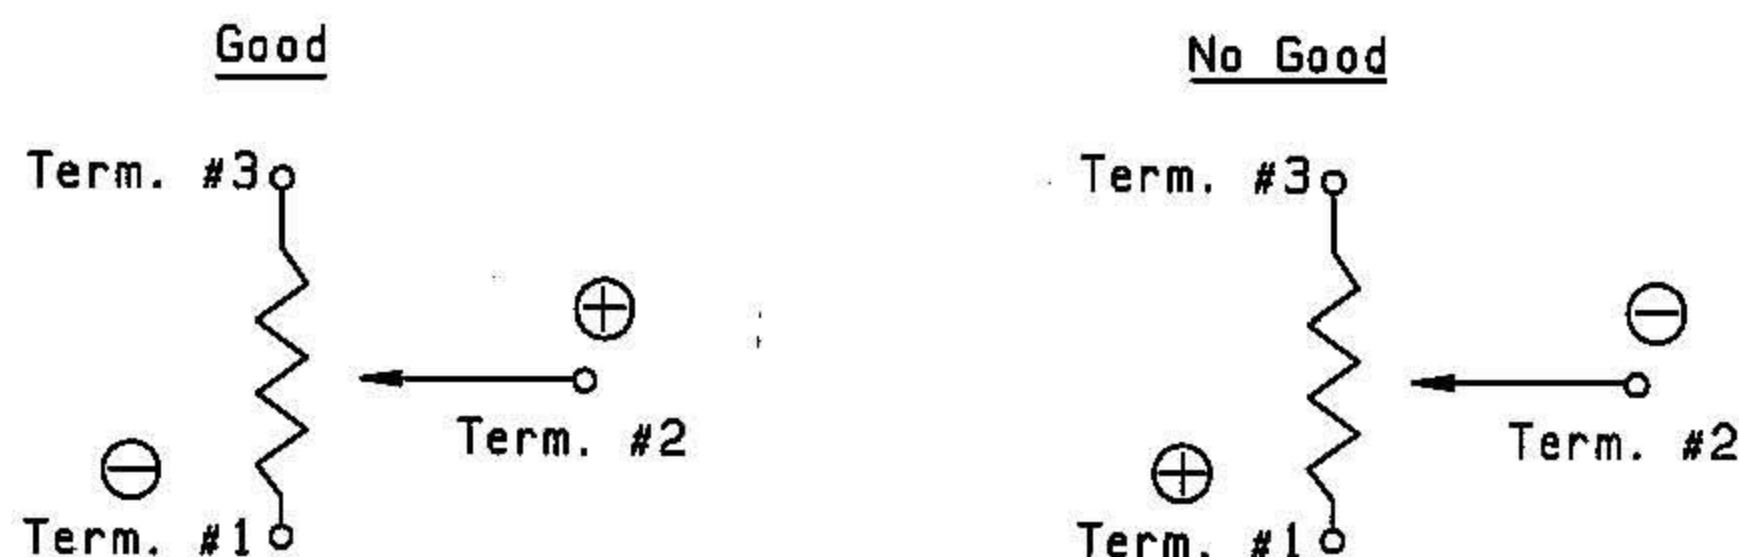 Good
Term. #3
+
Term. #2
−
Term. #1
No Good
Term. #3
−
Term. #2
+
Term. #1